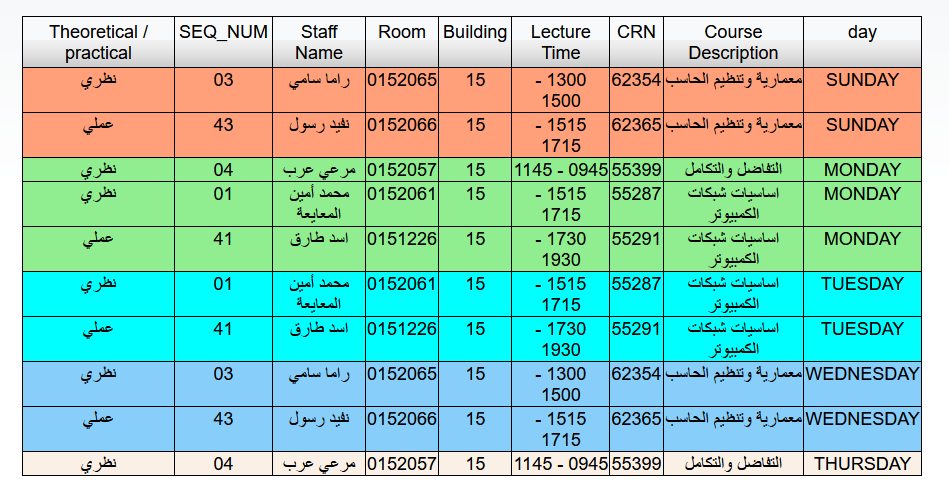 Theoretical / practical SEQ_NUM Staff Name Room Building Lecture Time CRN Course Description day
نظري 03 راما سامي 0152065 15 1300 - 1500 62354 معمارية وتنظيم الحاسب SUNDAY
عملي 43 نفيد رسول 0152066 15 1515 - 1715 62365 معمارية وتنظيم الحاسب SUNDAY
نظري 04 مرعي عرب 0152057 15 0945 - 1145 55399 التفاضل والتكامل MONDAY
نظري 01 محمد أمين المعايعة 0152061 15 1515 - 1715 55287 اساسيات شبكات الكمبيوتر MONDAY
عملي 41 اسد طارق 0151226 15 1730 - 1930 55291 اساسيات شبكات الكمبيوتر MONDAY
نظري 01 محمد أمين المعايعة 0152061 15 1515 - 1715 55287 اساسيات شبكات الكمبيوتر TUESDAY
عملي 41 اسد طارق 0151226 15 1730 - 1930 55291 اساسيات شبكات الكمبيوتر TUESDAY
نظري 03 راما سامي 0152065 15 1300 - 1500 62354 معمارية وتنظيم الحاسب WEDNESDAY
عملي 43 نفيد رسول 0152066 15 1515 - 1715 62365 معمارية وتنظيم الحاسب WEDNESDAY
نظري 04 مرعي عرب 0152057 15 0945 - 1145 55399 التفاضل والتكامل THURSDAY